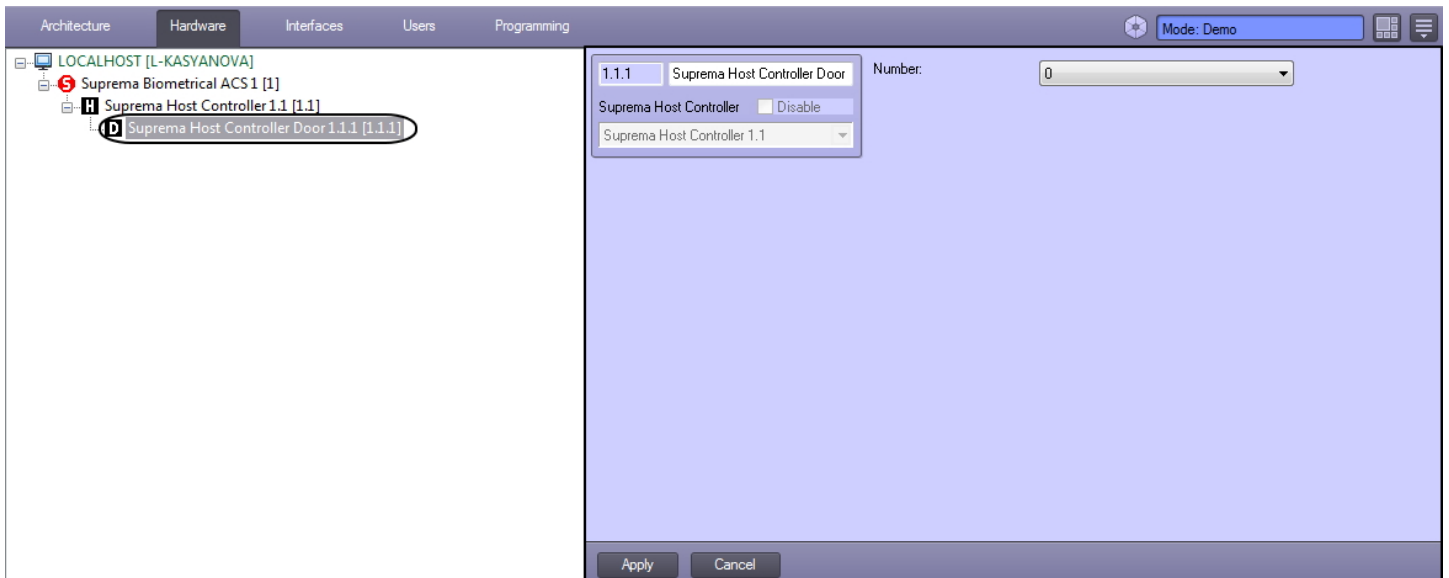 Architecture Hardware Interfaces Users Programming Mode: Demo
LOCALHOST [L-KASYANOVA]
S Suprema Biometrical ACS 1 [1]
H Suprema Host Controller 1.1 [1.1]
D Suprema Host Controller Door 1.1.1 [1.1.1]
1.1.1 Suprema Host Controller Door
Suprema Host Controller Disable
Suprema Host Controller 1.1
Number: 0
Apply Cancel